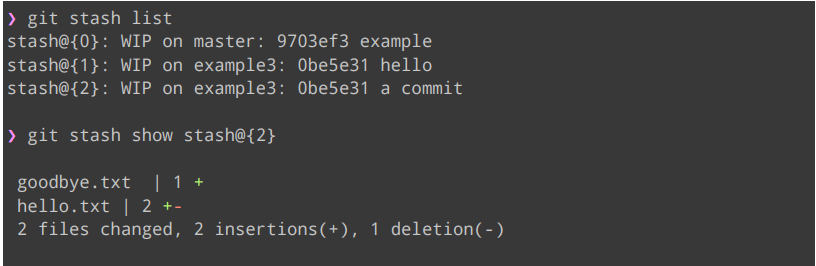 ❯ git stash list
stash@{0}: WIP on master: 9703ef3 example
stash@{1}: WIP on example3: 0be5e31 hello
stash@{2}: WIP on example3: 0be5e31 a commit
❯ git stash show stash@{2}
goodbye.txt  | 1 +
hello.txt | 2 +-
2 files changed, 2 insertions(+), 1 deletion(-)